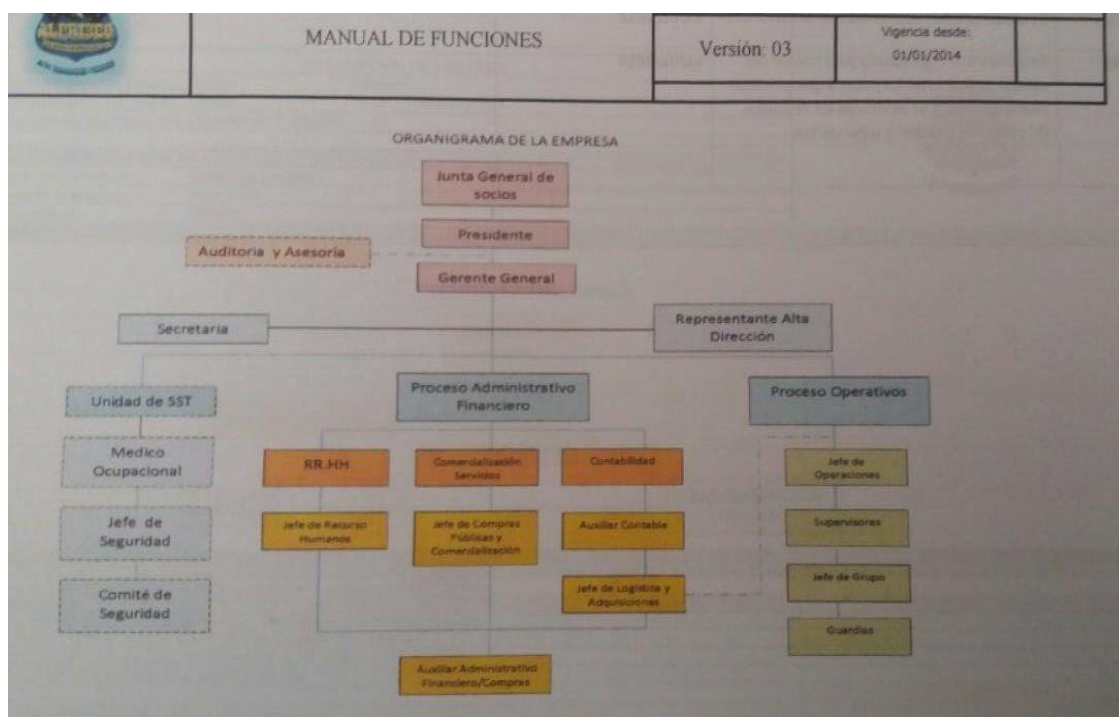 ALPRISEG
MANUAL DE FUNCIONES
Versión: 03
Vigencia desde:
01/01/2014
ORGANIGRAMA DE LA EMPRESA
Junta General de
socios
Presidente
Auditoria y Asesoría
Gerente General
Secretaria
Representante Alta
Dirección
Unidad de SST
Proceso Administrativo
Financiero
Proceso Operativos
Medico
Ocupacional
RR.HH
Comercialización
Servicios
Contabilidad
Jefe de
Operaciones
Jefe de
Seguridad
Jefe de Recurso
Humanos
Jefe de Compras
Públicas y
Comercialización
Auxiliar Contable
Supervisores
Comité de
Seguridad
Jefe de Logística y
Adquisiciones
Jefe de Grupo
Guardias
Auxiliar Administrativo
Financiero/Compras